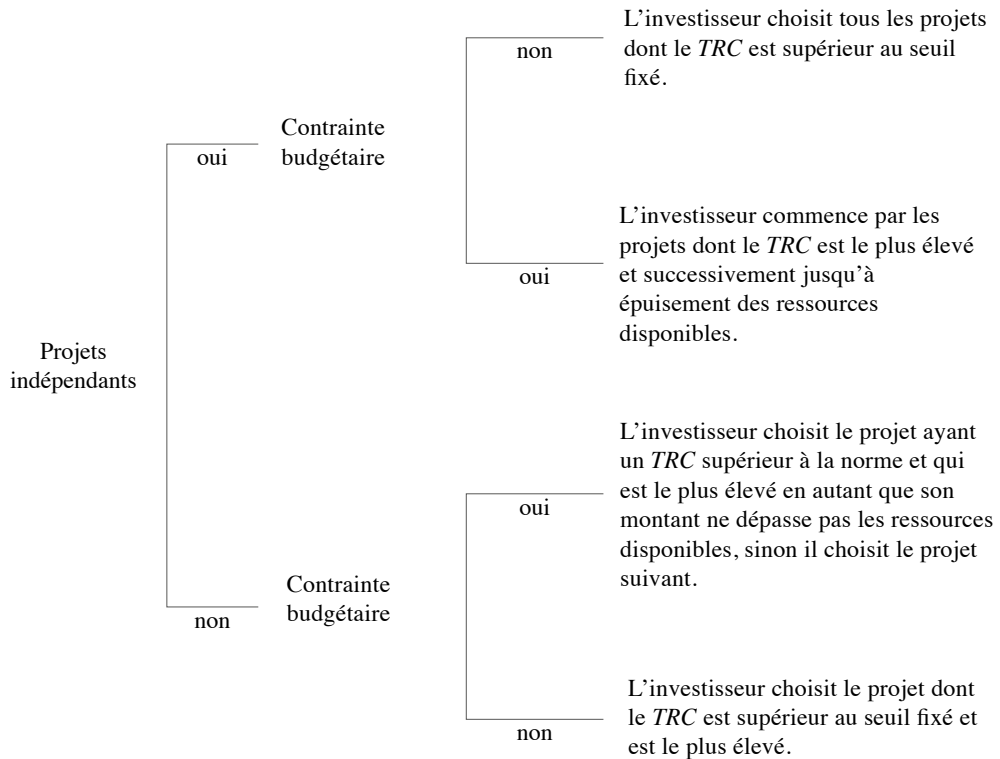 L'investisseur choisit tous les projets
dont le TRC est supérieur au seuil
fixé.
non
Contrainte
budgétaire
oui
L'investisseur commence par les
projets dont le TRC est le plus élevé
et successivement jusqu'à
épuisement des ressources
disponibles.
oui
Projets
indépendants
L'investisseur choisit le projet ayant
un TRC supérieur à la norme et qui
est le plus élevé en autant que son
montant ne dépasse pas les ressources
disponibles, sinon il choisit le projet
suivant.
oui
Contrainte
budgétaire
non
L'investisseur choisit le projet dont
le TRC est supérieur au seuil fixé et
est le plus élevé.
non